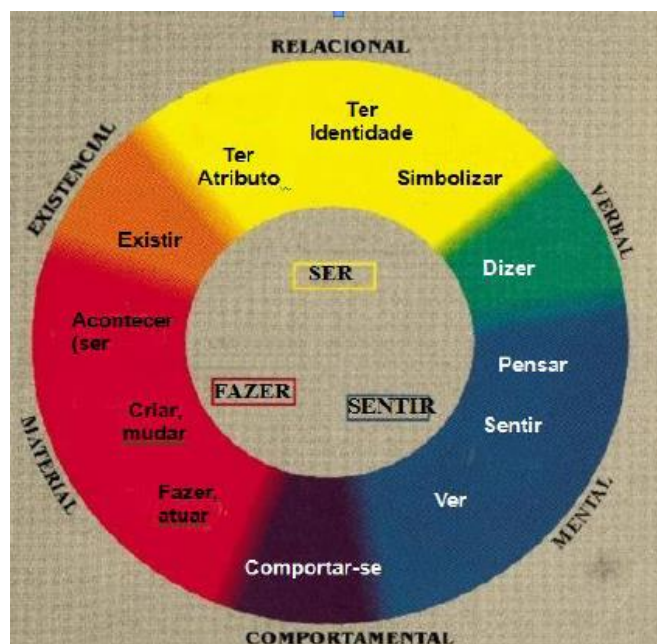 RELACIONAL
Ter
Identidade
Ter
Atributo
Simbolizar
EXISTENCIAL
VERBAL
Existir
Dizer
SER
Acontecer
(ser
Pensar
FAZER
SENTIR
Criar,
mudar
Sentir
MATERIAL
Fazer,
atuar
Ver
MENTAL
Comportar-se
COMPORTAMENTAL